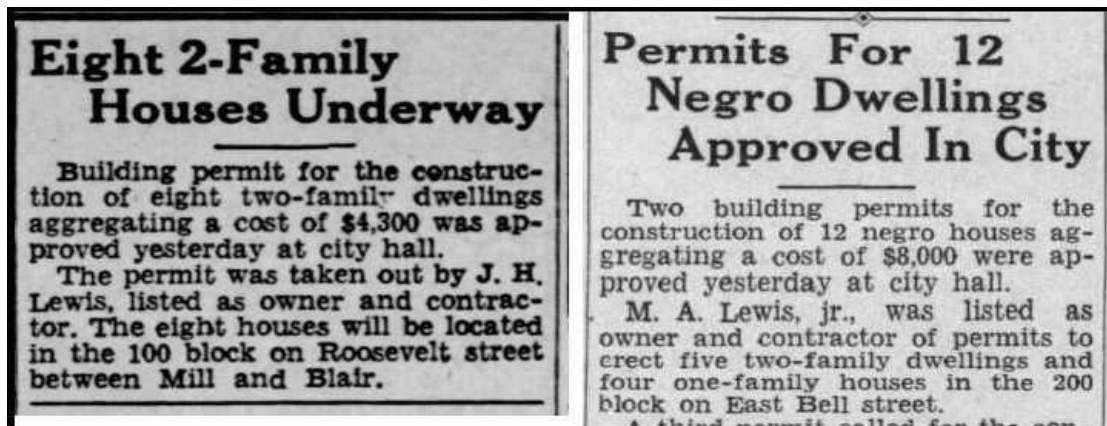 Eight 2-Family
Houses Underway
Building permit for the construc-
tion of eight two-family dwellings
aggregating a cost of $4,300 was ap-
proved yesterday at city hall.
The permit was taken out by J. H.
Lewis, listed as owner and contrac-
tor. The eight houses will be located
in the 100 block on Roosevelt street
between Mill and Blair.
Permits For 12
Negro Dwellings
Approved In City
Two building permits for the
construction of 12 negro houses ag-
gregating a cost of $8,000 were ap-
proved yesterday at city hall.
M. A. Lewis, jr., was listed as
owner and contractor of permits to
erect five two-family dwellings and
four one-family houses in the 200
block on East Bell street.
A third permit called for the con-